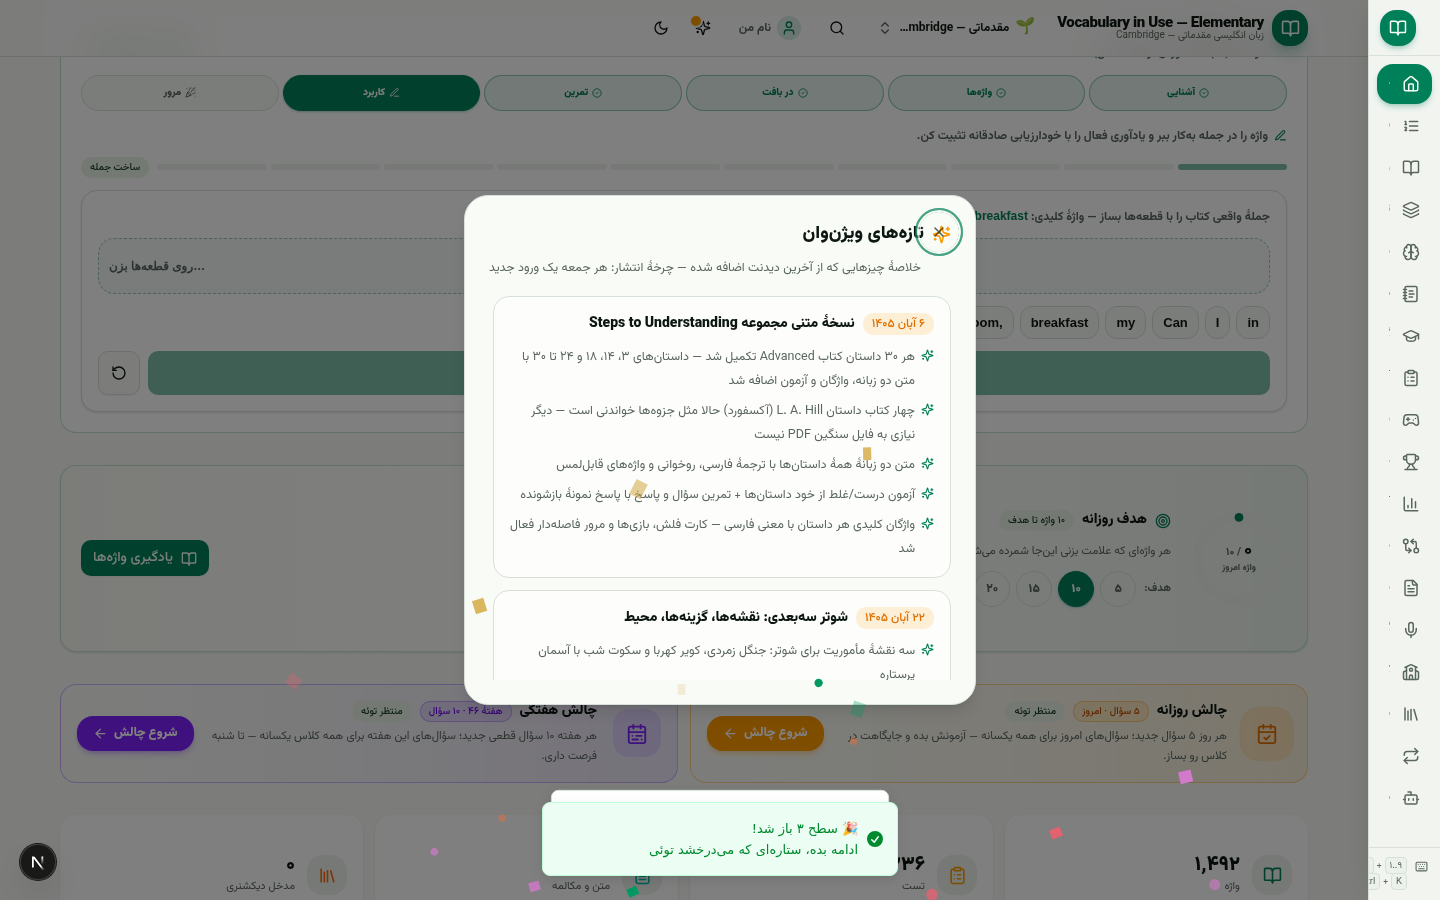 Vocabulary in Use — Elementary
زبان انگلیسی مقدماتی — Cambridge
🌱 مقدماتی — mbridge...
نام من
آشنایی
واژه‌ها
در بافت
تمرین
کاربرد
مرور
واژه را در جمله به‌کار ببر و یادآوری فعال را با خودارزیابی صادقانه تثبیت کن.
ساخت جمله
جملهٔ واقعی کتاب را با قطعه‌ها بساز — واژهٔ کلیدی: breakfast
روی قطعه‌ها بزن...
in
I
Can
my
breakfast
oom,
تازه‌های ویژن‌وان
خلاصهٔ چیزهایی که از آخرین دیدنت اضافه شده — چرخهٔ انتشار: هر جمعه یک ورود جدید
۶ آبان ۱۴۰۵
نسخهٔ متنی مجموعه Steps to Understanding
هر ۳۰ داستان کتاب Advanced تکمیل شد — داستان‌های ۳، ۱۴، ۱۸ و ۲۴ تا ۳۰ با
متن دو زبانه، واژگان و آزمون اضافه شد
چهار کتاب داستان L. A. Hill (آکسفورد) حالا مثل جزوه‌ها خواندنی است — دیگر
نیازی به فایل سنگین PDF نیست
متن دو زبانهٔ همهٔ داستان‌ها با ترجمهٔ فارسی، روخوانی و واژه‌های قابل‌لمس
آزمون درست/غلط از خود داستان‌ها + تمرین سؤال و پاسخ با پاسخ نمونهٔ بازشونده
واژگان کلیدی هر داستان با معنی فارسی — کارت فلش، بازی‌ها و مرور فاصله‌دار فعال
شد
۲۲ آبان ۱۴۰۵
شوتر سه‌بعدی: نقشه‌ها، گزینه‌ها، محیط
سه نقشهٔ مأموریت برای شوتر: جنگل زمردی، کویر کهربا و سکوت شب با آسمان
پرستاره
هدف روزانه
۱۰ واژه تا هدف
هر واژه‌ای که علامت بزنی این‌جا شمرده می‌ش
۰ / ۱۰
واژه امروز
هدف:
۵
۱۰
۱۵
۲۰
یادگیری واژه‌ها
چالش روزانه
۵ سؤال · امروز
منتظر توئه
هر روز ۵ سؤال جدید؛ سؤال‌های امروز برای همه یکسانه — آزمونش بده و جایگاهت در
کلاس رو بساز.
شروع چالش
چالش هفتگی
هفتهٔ ۴۶ · ۱۰ سؤال
منتظر توئه
هر هفته ۱۰ سؤال قطعی جدید؛ سؤال‌های این هفته برای همه کلاس یکسانه — تا شنبه
فرصت داری.
شروع چالش
🎉 سطح ۳ باز شد!
ادامه بده، ستاره‌ای که می‌درخشد توئی
۱,۴۹۲
واژه
۲۳۶
تست
متن و مکالمه
۰
مدخل دیکشنری
N
+ 1..9
+ K